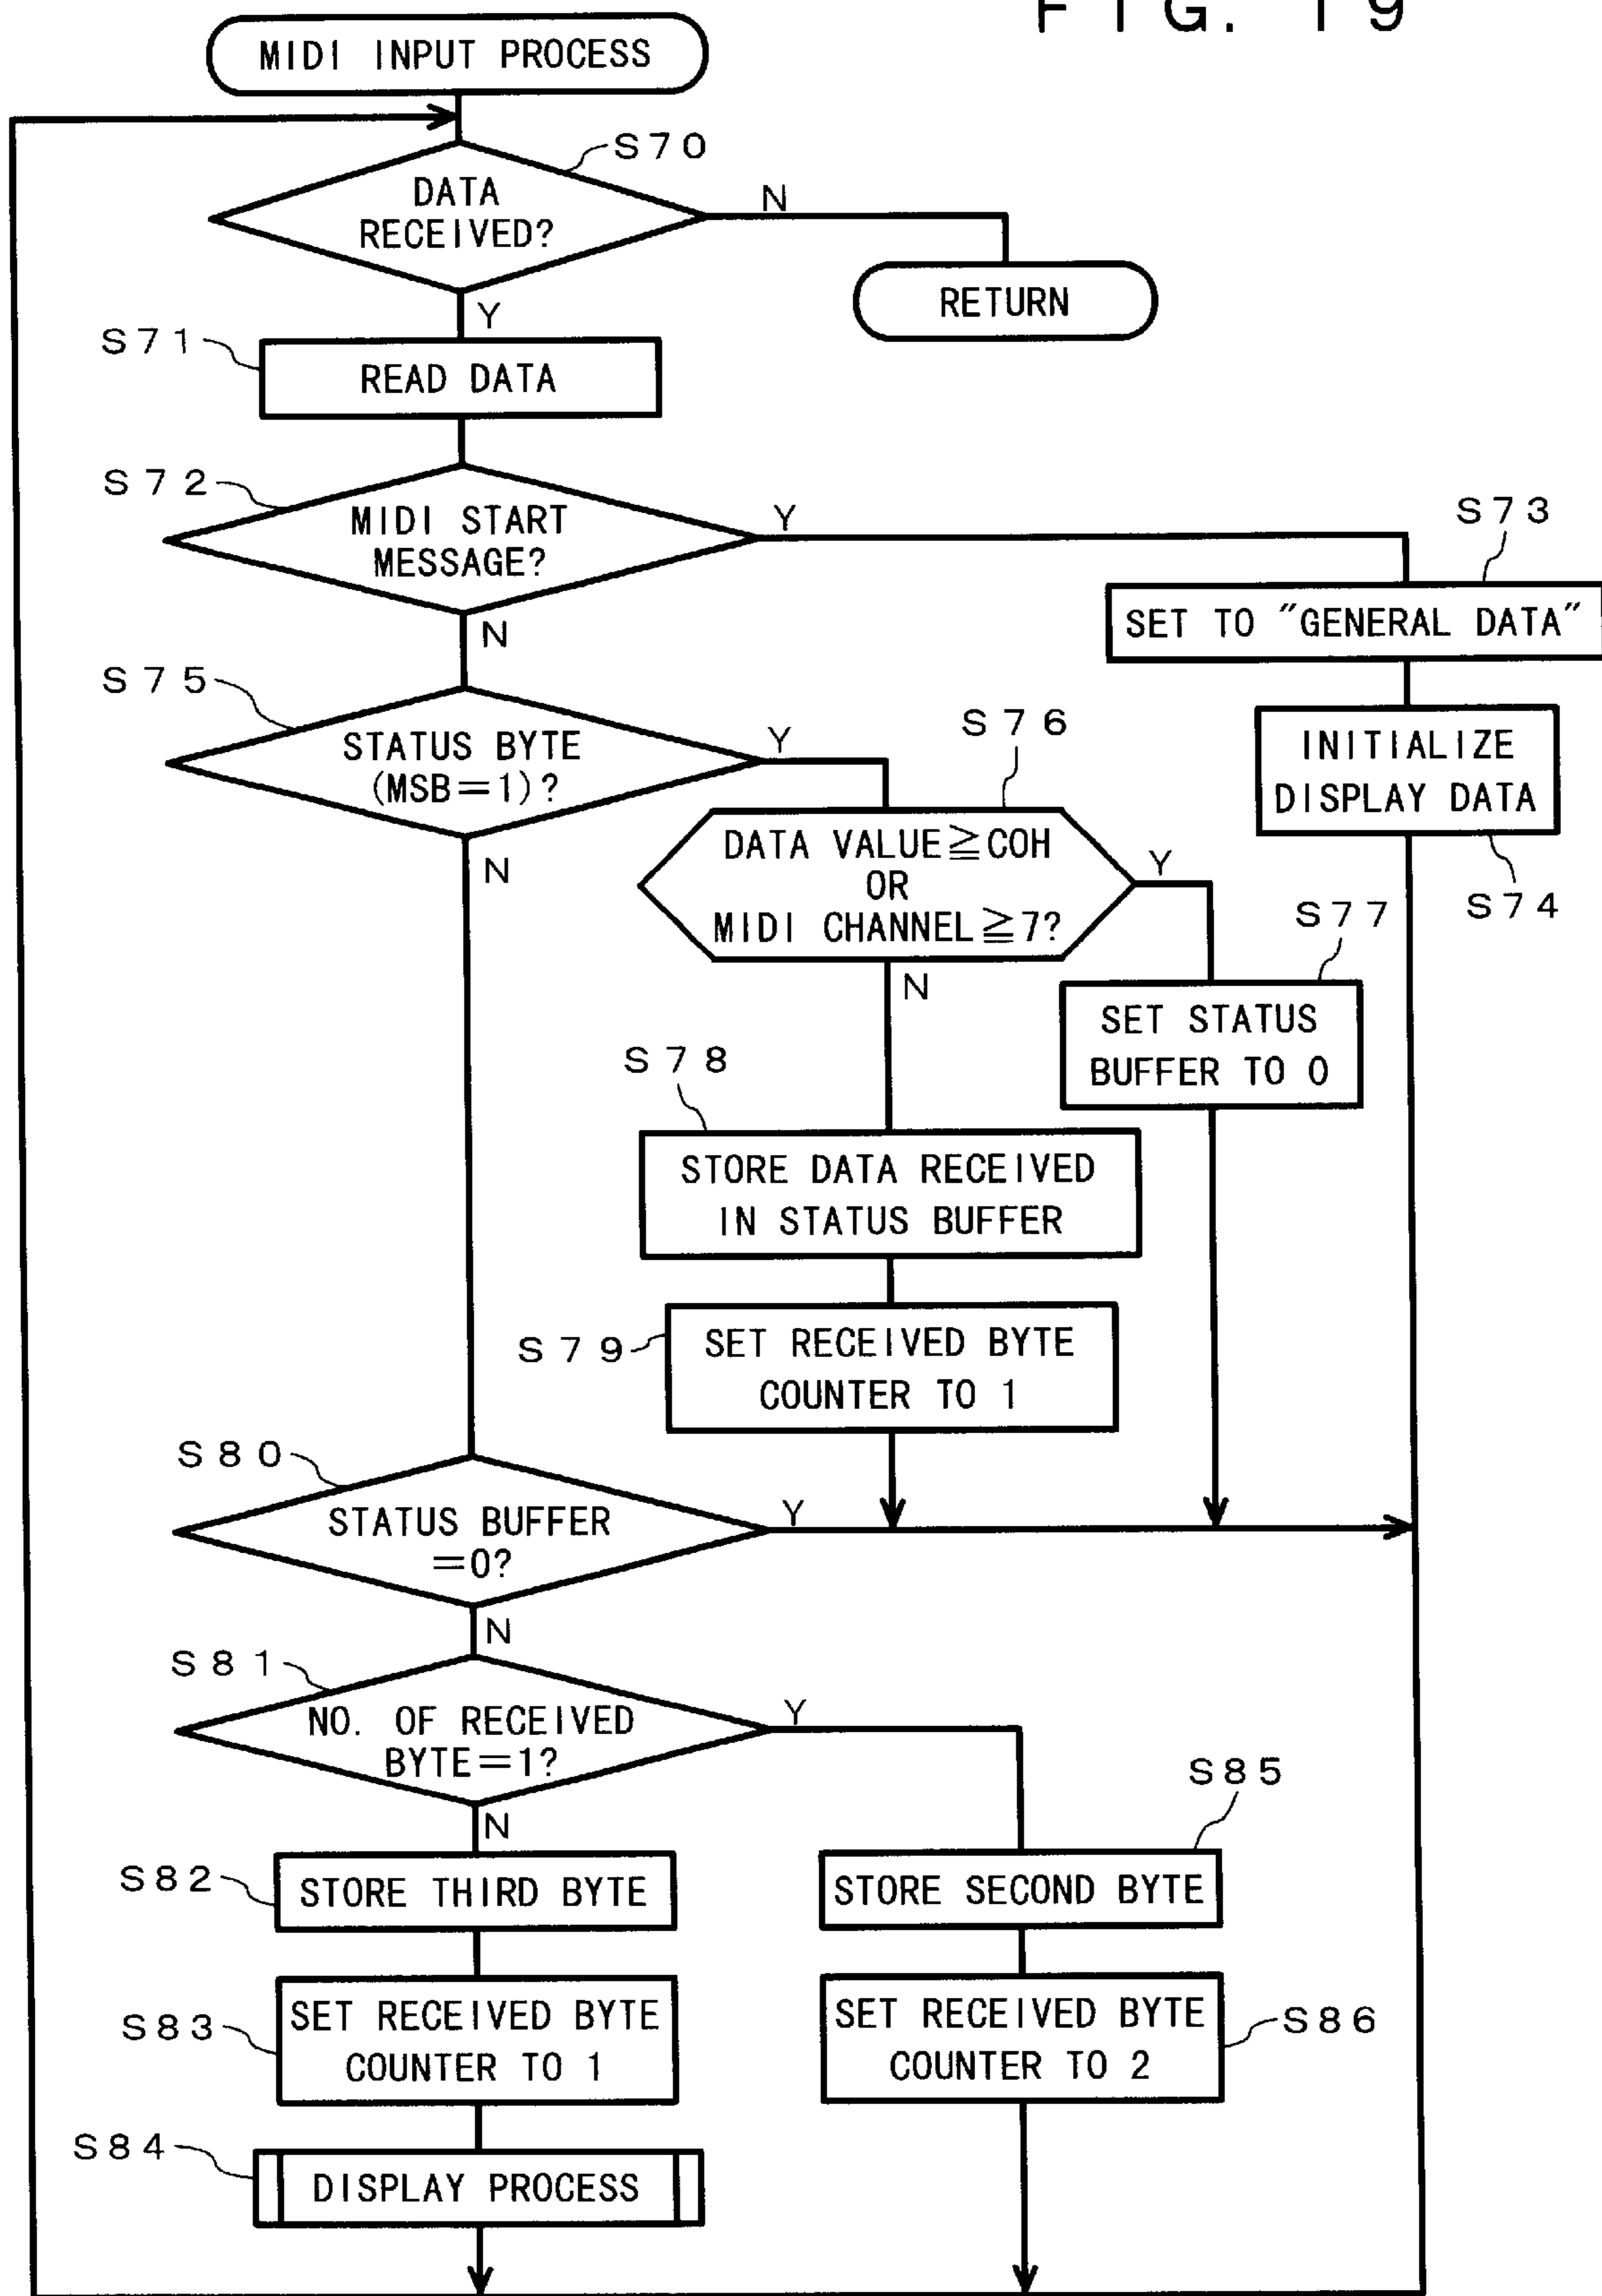 FIG. 19
MIDI INPUT PROCESS
S70
DATA
RECEIVED?
N
RETURN
Y
S71
READ DATA
S72
MIDI START
MESSAGE?
Y
S73
SET TO "GENERAL DATA"
N
S75
STATUS BYTE
(MSB=1)?
Y
S76
INITIALIZE
DISPLAY DATA
S74
N
DATA VALUE≧COH
OR
MIDI CHANNEL≧7?
Y
S77
N
SET STATUS
BUFFER TO 0
S78
STORE DATA RECEIVED
IN STATUS BUFFER
S79
SET RECEIVED BYTE
COUNTER TO 1
S80
STATUS BUFFER
=0?
Y
N
S81
NO. OF RECEIVED
BYTE=1?
Y
N
S85
S82
STORE THIRD BYTE
STORE SECOND BYTE
S83
SET RECEIVED BYTE
COUNTER TO 1
SET RECEIVED BYTE
COUNTER TO 2
S86
S84
DISPLAY PROCESS